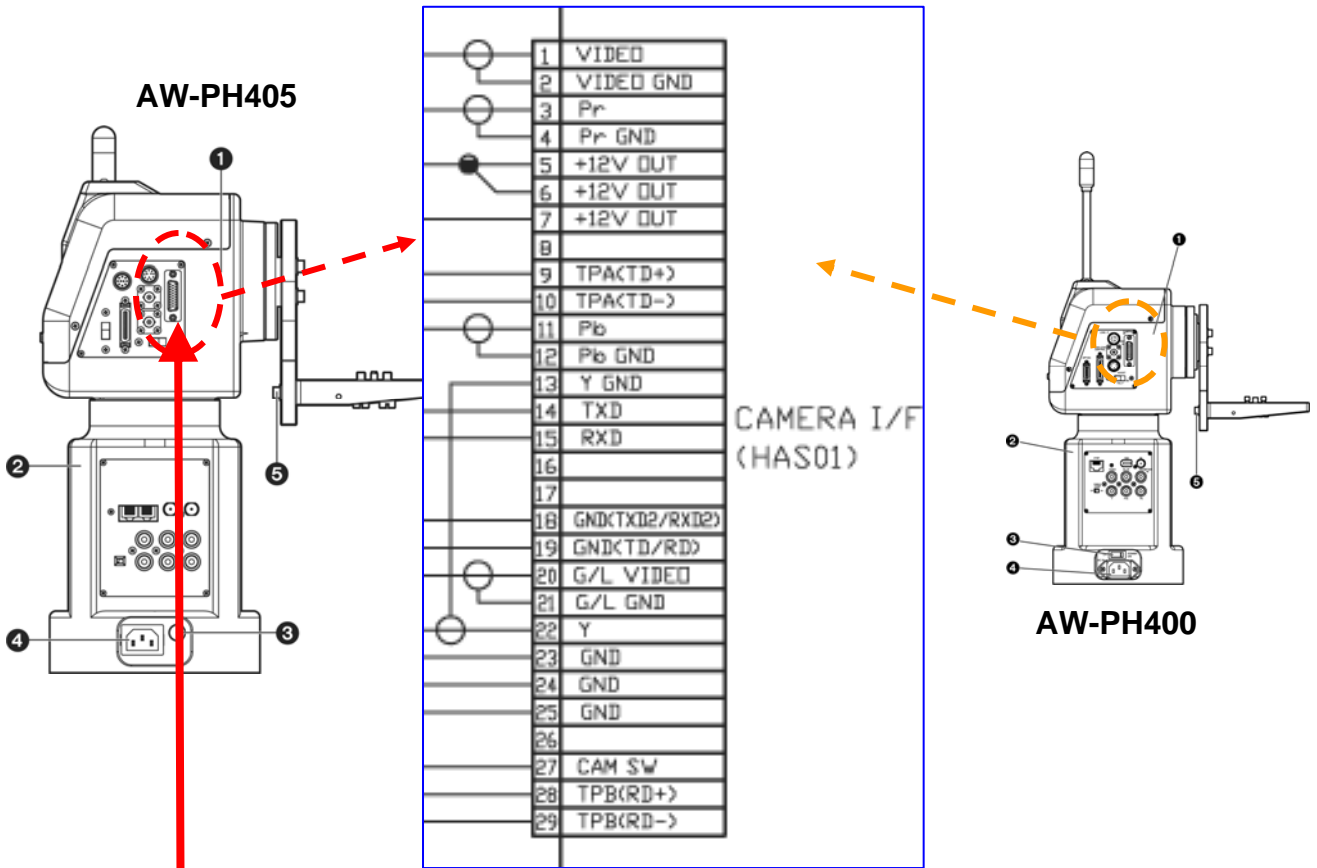 AW-PH405
1
2
3
4
5
1 VIDEO
2 VIDEO GND
3 Pr
4 Pr GND
5 +12V OUT
6 +12V OUT
7 +12V OUT
8
9 TPA(TD+)
10 TPA(TD-)
11 Pb
12 Pb GND
13 Y GND
14 TXD
15 RXD
16
17
18 GND(TXD2/RXD2)
19 GND(TD/RD)
20 G/L VIDEO
21 G/L GND
22 Y
23 GND
24 GND
25 GND
26
27 CAM SW
28 TPB(RD+)
29 TPB(RD-)
CAMERA I/F
(HAS01)
1
2
3
4
5
AW-PH400